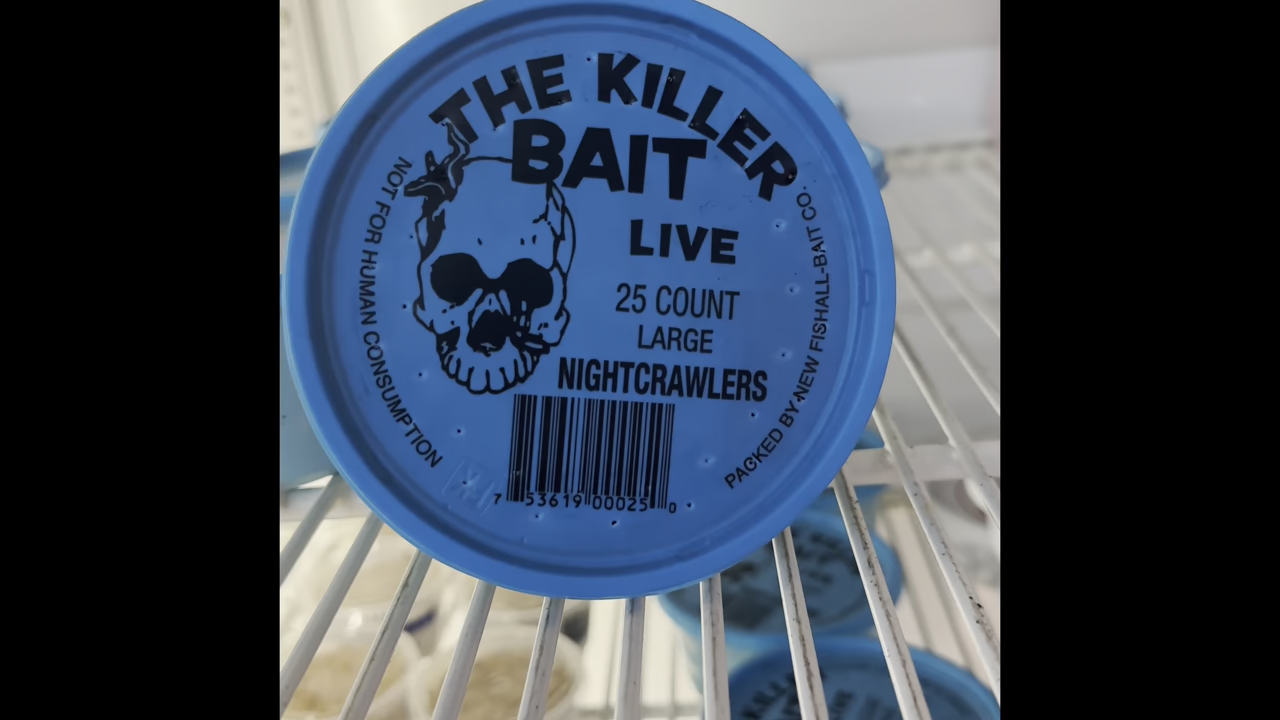 THE KILLER
BAIT
LIVE
25 COUNT
LARGE
NIGHTCRAWLERS
NOT FOR HUMAN CONSUMPTION
PACKED BY NEW FISHALL-BAIT CO.
7 53619 00025 0
KILLER